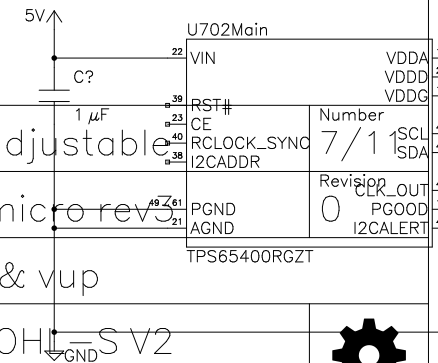 5V
U702Main
22 VIN VDDA
C? VDDD
VDDG
39 RST#
1 µF Number
23 CE
djustable 40 RCLOCK_SYNC 7/11 SCL
38 I2CADDR SDA
Revision
CLK_OUT
micro rev3 49 61 PGND 0 PGOOD
21 AGND I2CALERT
TPS65400RGZT
& vup
OHL-S V2
GND